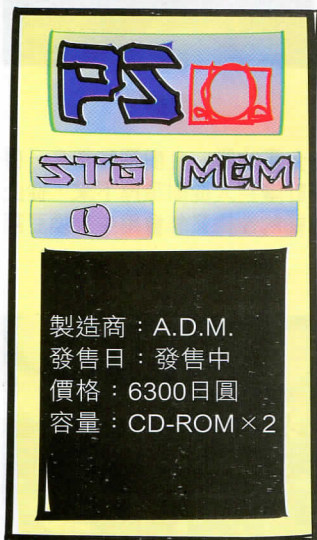 PS
STG MEM
製造商：A.D.M.
發售日：發售中
價格：6300日圓
容量：CD-ROM×2